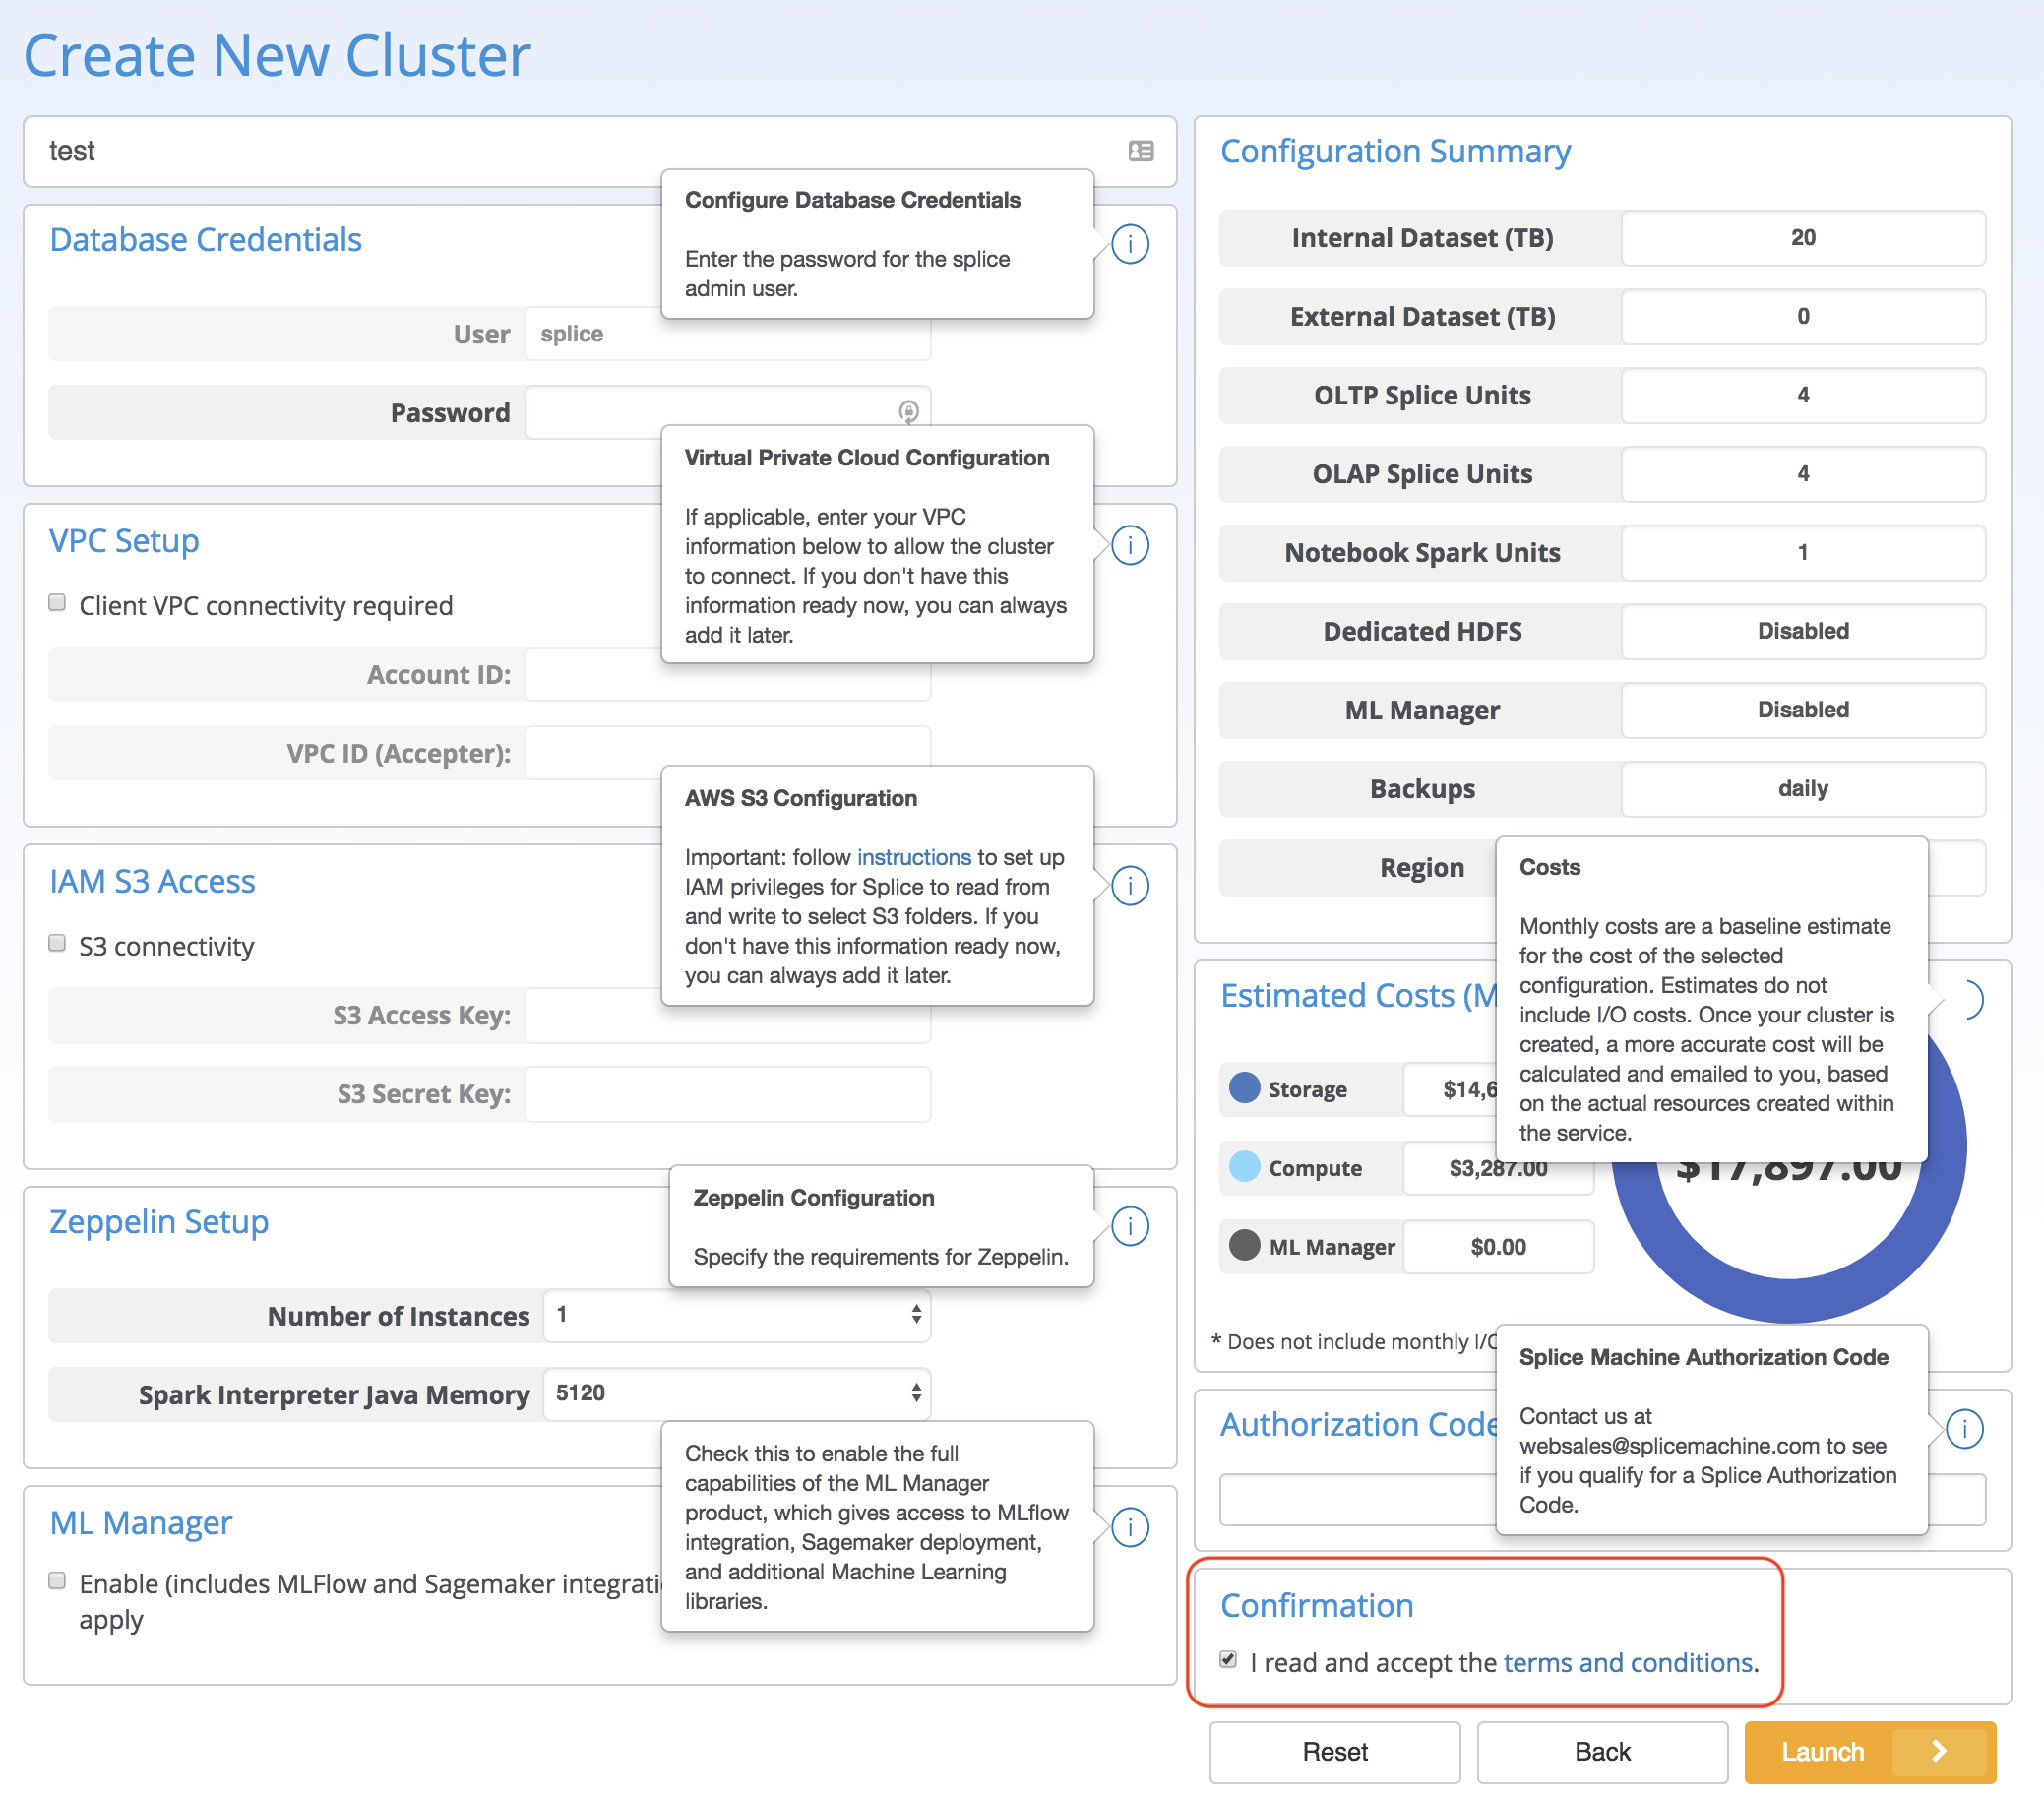 Create New Cluster
test
Configure Database Credentials
Enter the password for the splice
admin user.
Database Credentials
User
splice
Password
Virtual Private Cloud Configuration
If applicable, enter your VPC
information below to allow the cluster
to connect. If you don't have this
information ready now, you can always
add it later.
VPC Setup
Client VPC connectivity required
Account ID:
VPC ID (Accepter):
AWS S3 Configuration
Important: follow instructions to set up
IAM privileges for Splice to read from
and write to select S3 folders. If you
don't have this information ready now,
you can always add it later.
IAM S3 Access
S3 connectivity
S3 Access Key:
S3 Secret Key:
Zeppelin Configuration
Specify the requirements for Zeppelin.
Zeppelin Setup
Number of Instances
1
Spark Interpreter Java Memory
5120
Check this to enable the full
capabilities of the ML Manager
product, which gives access to MLflow
integration, Sagemaker deployment,
and additional Machine Learning
libraries.
ML Manager
Enable (includes MLFlow and Sagemaker
apply
Configuration Summary
Internal Dataset (TB) 20
External Dataset (TB) 0
OLTP Splice Units 4
OLAP Splice Units 4
Notebook Spark Units 1
Dedicated HDFS Disabled
ML Manager Disabled
Backups daily
Region
Costs
Monthly costs are a baseline estimate
for the cost of the selected
configuration. Estimates do not
include I/O costs. Once your cluster is
created, a more accurate cost will be
calculated and emailed to you, based
on the actual resources created within
the service.
Estimated Costs
Storage
Compute $3,287.00
ML Manager $0.00
$17,897.00
* Does not include monthly
Splice Machine Authorization Code
Contact us at
websales@splicemachine.com to see
if you qualify for a Splice Authorization
Code.
Authorization Code
Confirmation
I read and accept the terms and conditions.
Reset
Back
Launch